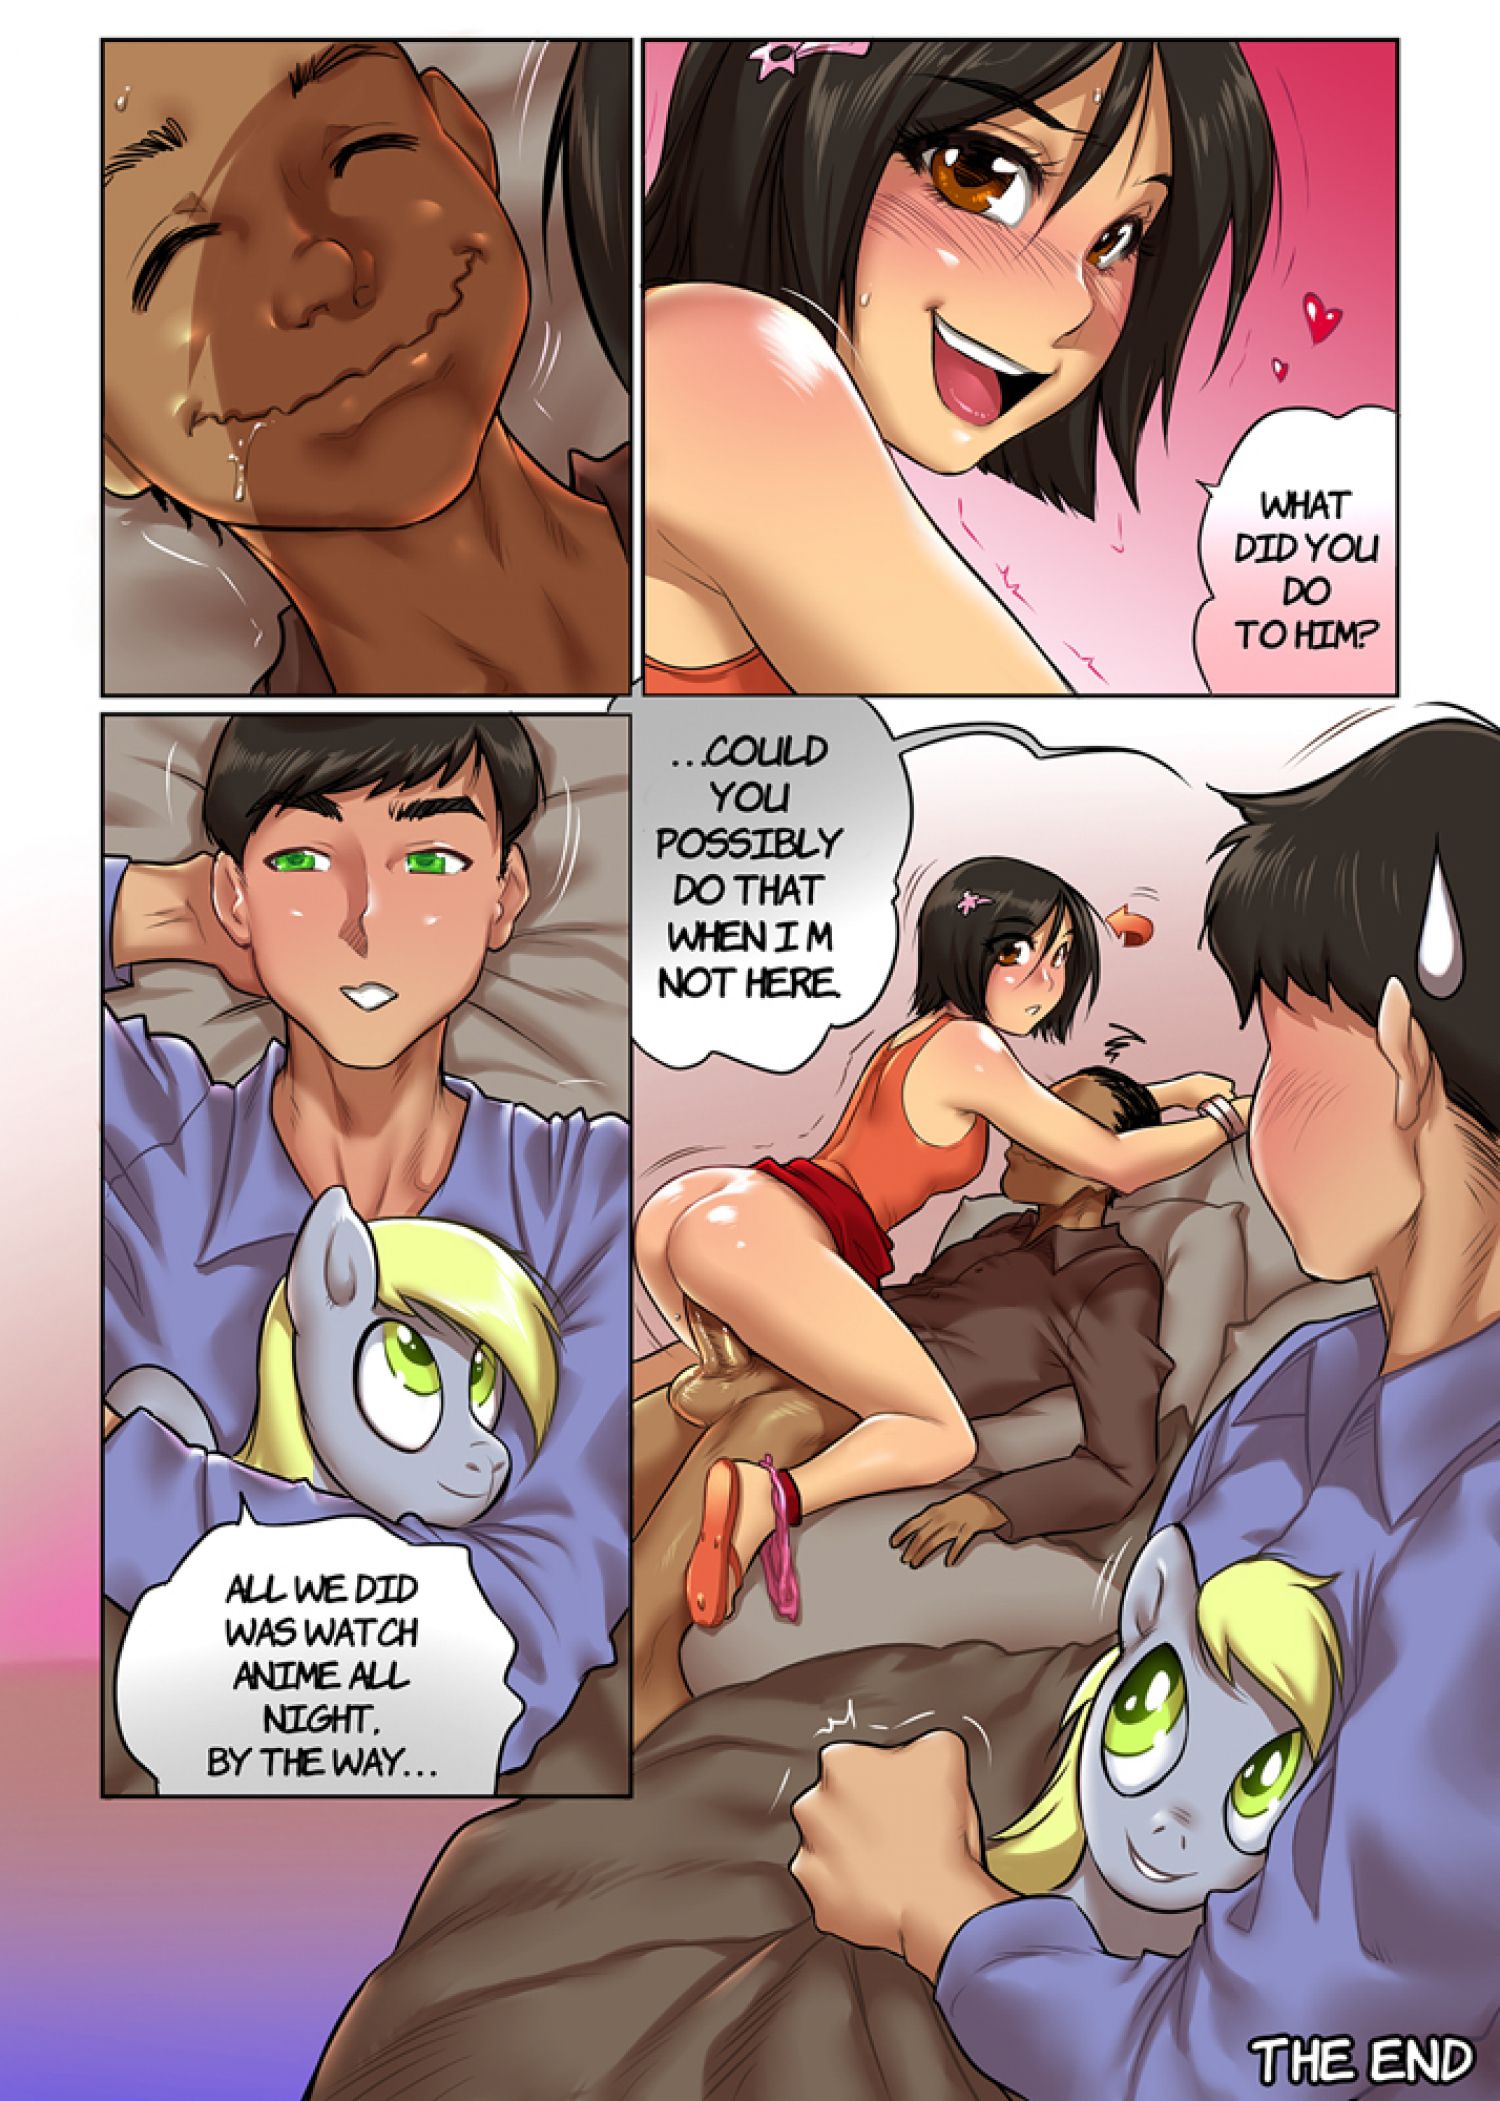 WHAT
DID YOU
DO
TO HIM?
ALL WE DID
WAS WATCH
ANIME ALL
NIGHT.
BY THE WAY...
...COULD
YOU
POSSIBLY
DO THAT
WHEN I M
NOT HERE.
THE END